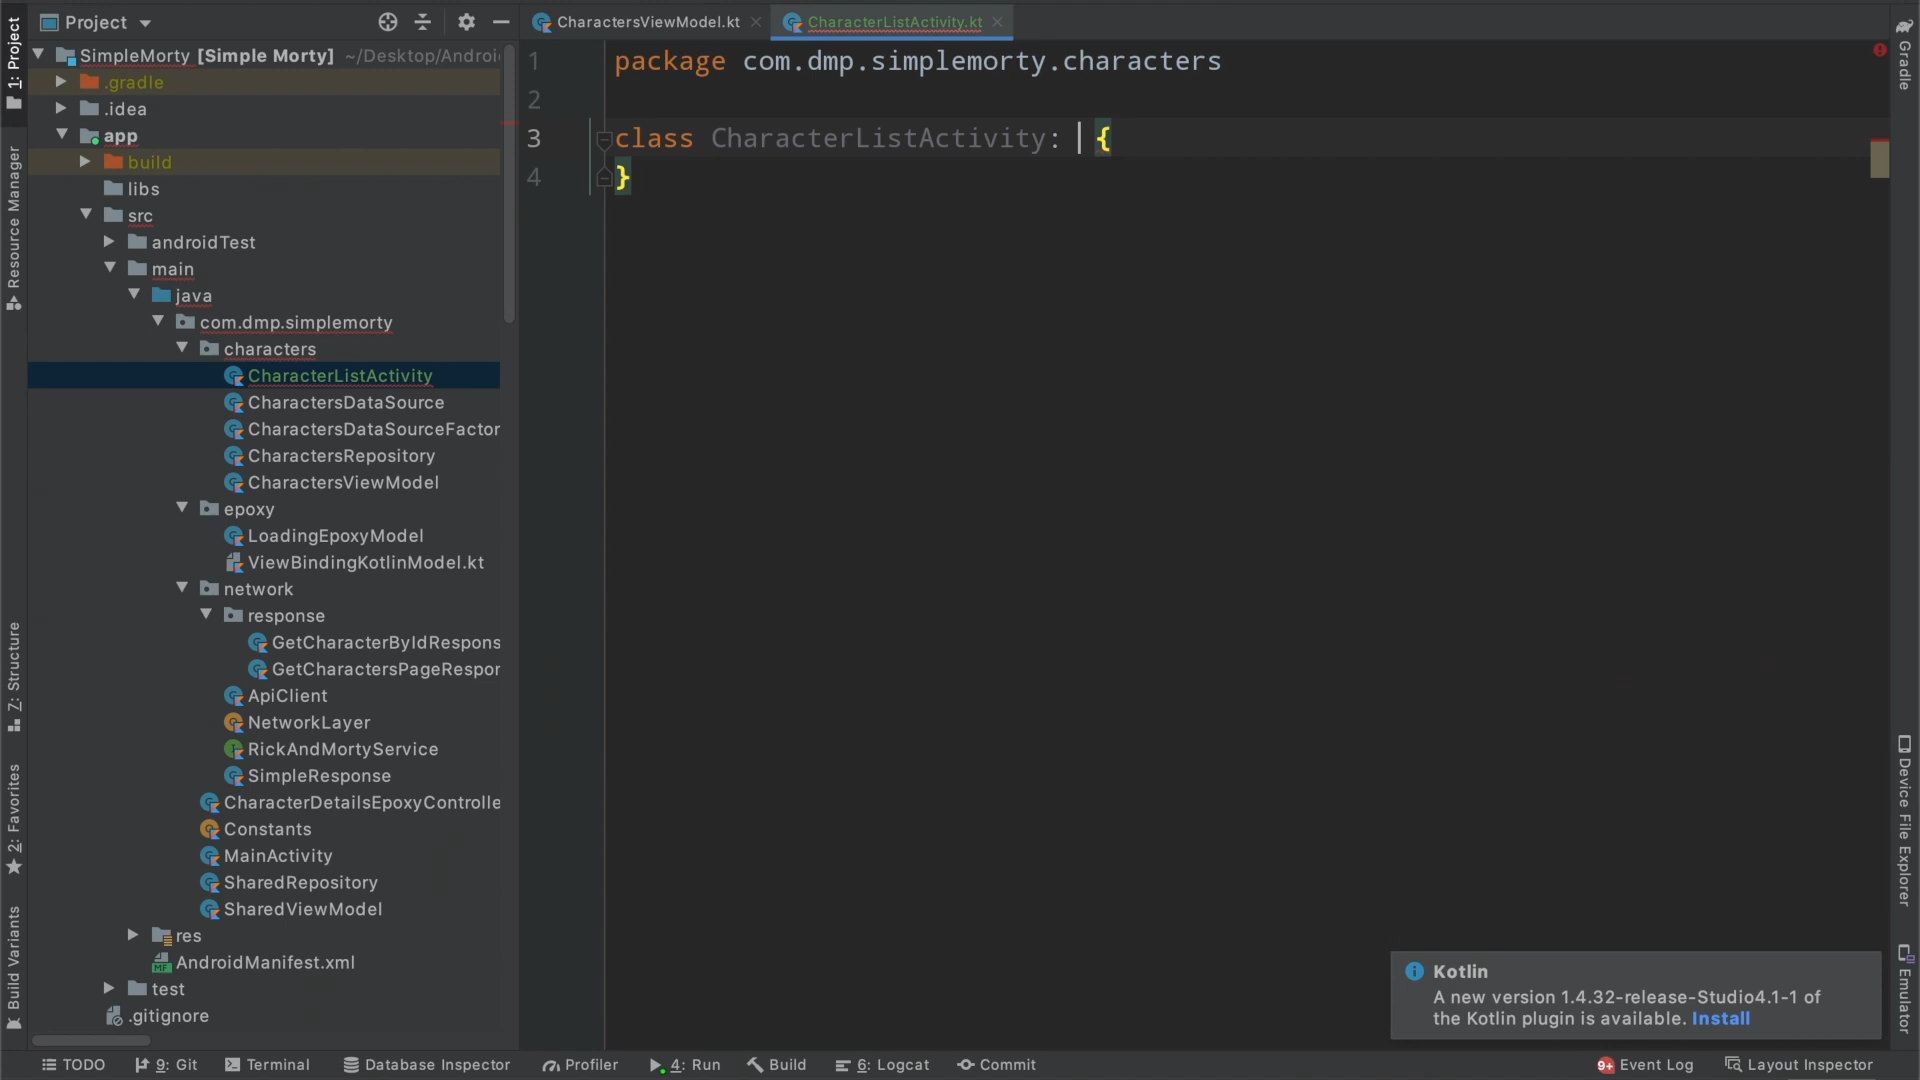 Project
CharactersViewModel.kt
CharacterListActivity.kt
SimpleMorty [Simple Morty] ~/Desktop/Androi
.gradle
.idea
app
build
libs
src
androidTest
main
java
com.dmp.simplemorty
characters
CharacterListActivity
CharactersDataSource
CharactersDataSourceFactor
CharactersRepository
CharactersViewModel
epoxy
LoadingEpoxyModel
ViewBindingKotlinModel.kt
network
response
GetCharacterByIdRespons
GetCharactersPageRespor
ApiClient
NetworkLayer
RickAndMortyService
SimpleResponse
CharacterDetailsEpoxyControlle
Constants
MainActivity
SharedRepository
SharedViewModel
res
AndroidManifest.xml
test
.gitignore
1 package com.dmp.simplemorty.characters
2
3 class CharacterListActivity: {
4 }
1: Project
Resource Manager
7: Structure
2: Favorites
Build Variants
Gradle
Device File Explorer
Emulator
Kotlin
A new version 1.4.32-release-Studio4.1-1 of
the Kotlin plugin is available. Install
TODO
9: Git
Terminal
Database Inspector
Profiler
4: Run
Build
6: Logcat
Commit
9+ Event Log
Layout Inspector